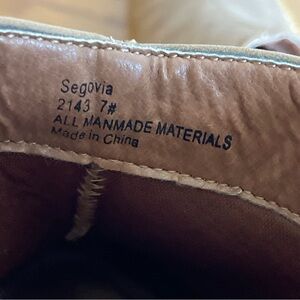 Segovia
2143 7#
ALL MANMADE MATERIALS
Made in China